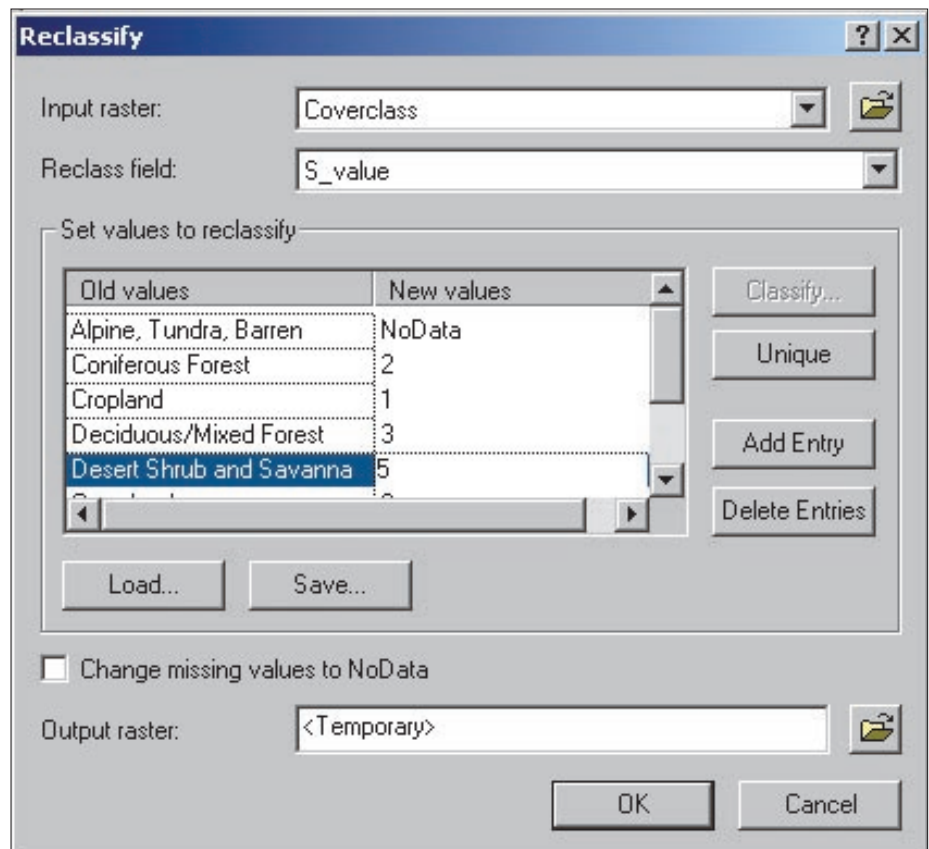 Reclassify
Input raster: Coverclass
Reclass field: S_value
Set values to reclassify
Old values New values
Alpine, Tundra, Barren NoData
Coniferous Forest 2
Cropland 1
Deciduous/Mixed Forest 3
Desert Shrub and Savanna 5
Classify...
Unique
Add Entry
Delete Entries
Load... Save...
Change missing values to NoData
Output raster: <Temporary>
OK Cancel